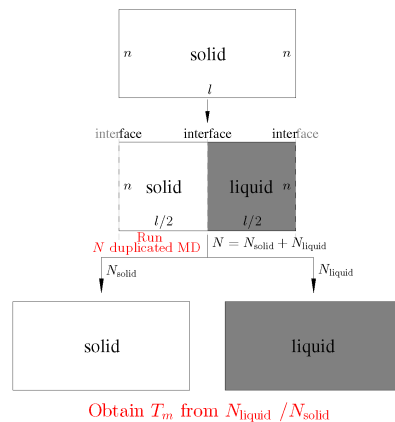 n solid n
l
interface interface interface
n solid liquid n
l/2 l/2
Run
N duplicated MD
N = N_solid + N_liquid
N_solid N_liquid
solid liquid
Obtain T_m from N_liquid / N_solid